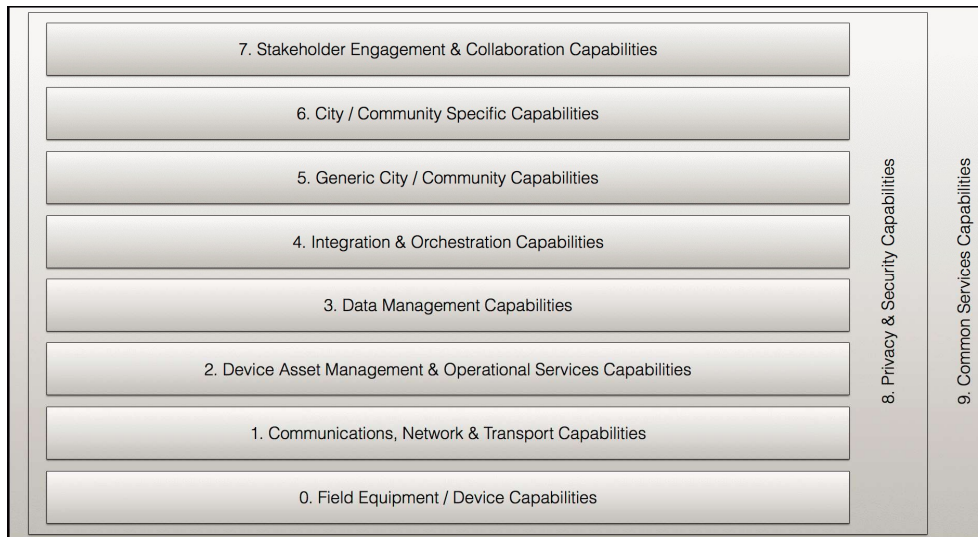 7. Stakeholder Engagement & Collaboration Capabilities
6. City / Community Specific Capabilities
5. Generic City / Community Capabilities
4. Integration & Orchestration Capabilities
3. Data Management Capabilities
2. Device Asset Management & Operational Services Capabilities
1. Communications, Network & Transport Capabilities
0. Field Equipment / Device Capabilities
8. Privacy & Security Capabilities
9. Common Services Capabilities